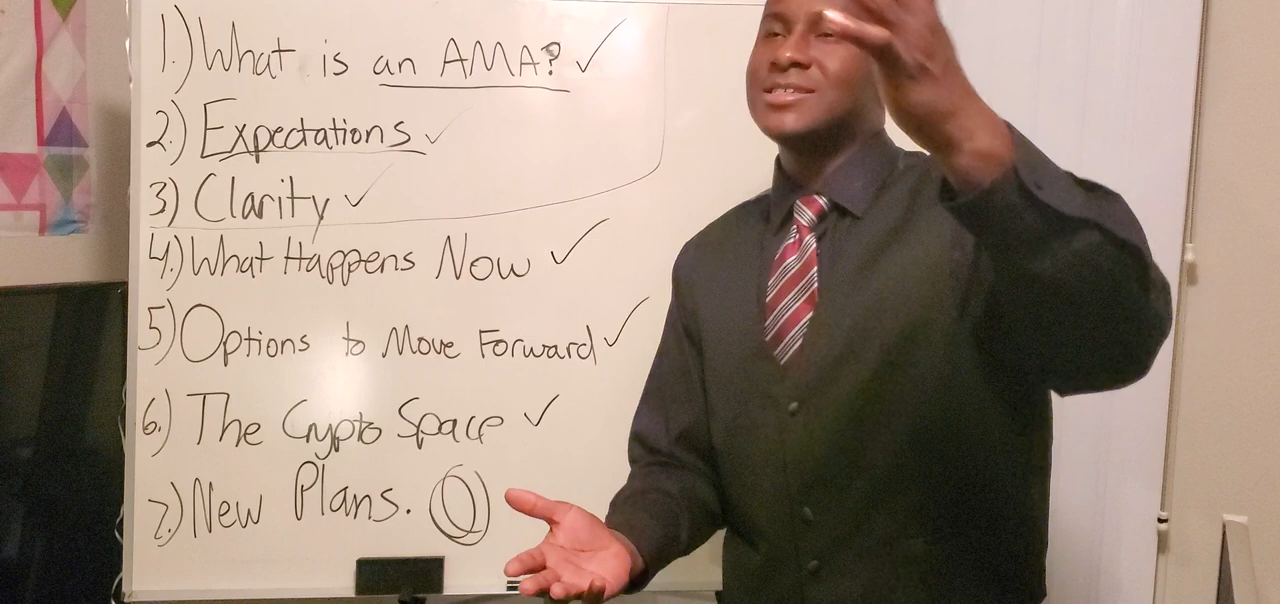 1.) What is an AMA? ✓
2.) Expectations ✓
3) Clarity ✓
4.) What Happens Now ✓
5) Options to Move Forward ✓
6.) The Crypto Space ✓
7.) New Plans.